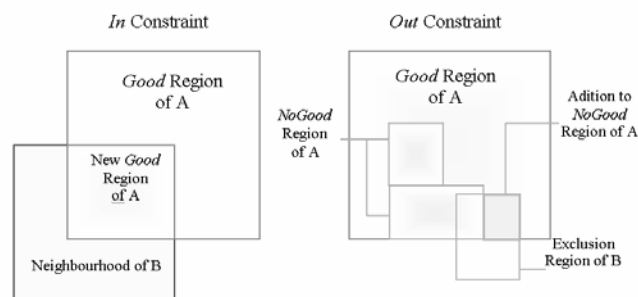 In Constraint
Good Region
of A
New Good
Region
of A
Neighbourhood of B
Out Constraint
Good Region
of A
NoGood
Region
of A
Adition to
NoGood
Region of A
Exclusion
Region of B